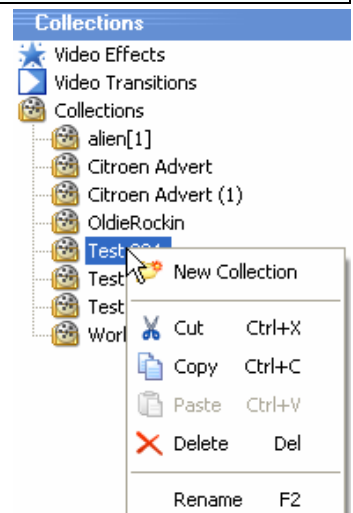 Collections
Video Effects
Video Transitions
Collections
alien[1]
Citroen Advert
Citroen Advert (1)
OldieRockin
Test
Test
New Collection
Test
Cut Ctrl+X
Copy Ctrl+C
Paste Ctrl+V
Delete Del
Rename F2